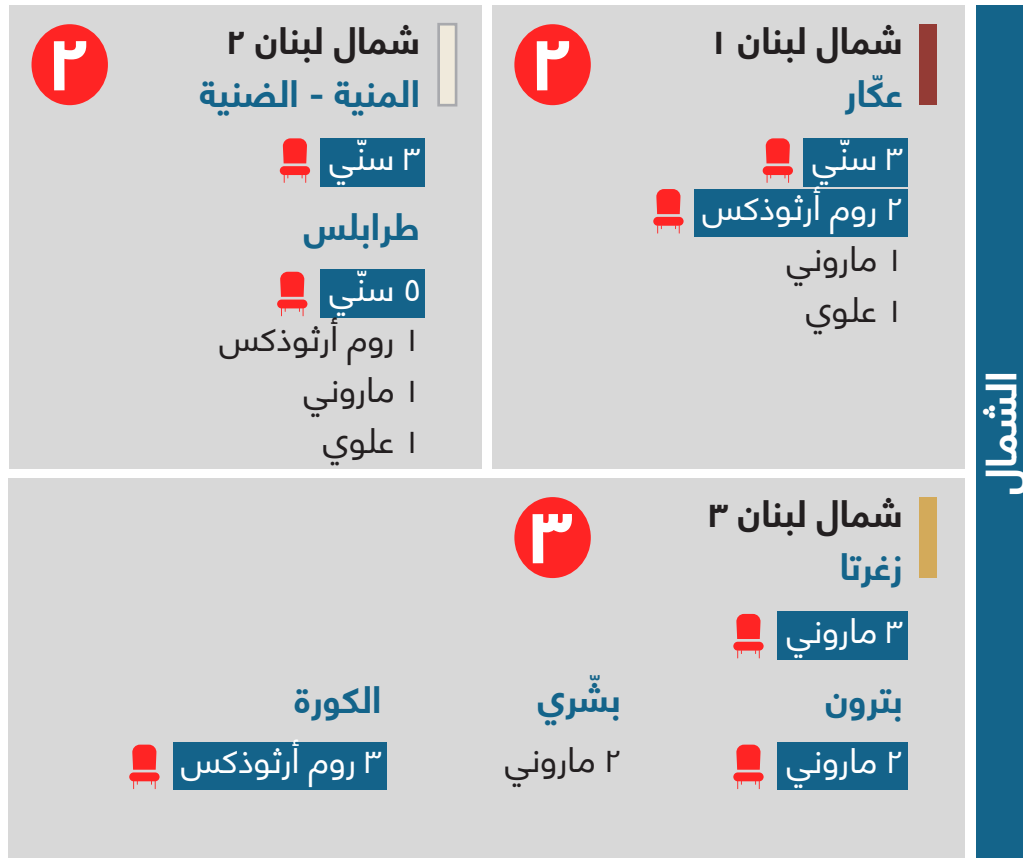 الشمال
شمال لبنان ١
عكّار
٢
٣ سنّي
٢ روم أرثوذكس
١ ماروني
١ علوي
شمال لبنان ٢
المنية - الضنية
٢
٣ سنّي
طرابلس
٥ سنّي
١ روم أرثوذكس
١ ماروني
١ علوي
شمال لبنان ٣
زغرتا
٣
٣ ماروني
بترون
٢ ماروني
بشّري
٢ ماروني
الكورة
٣ روم أرثوذكس